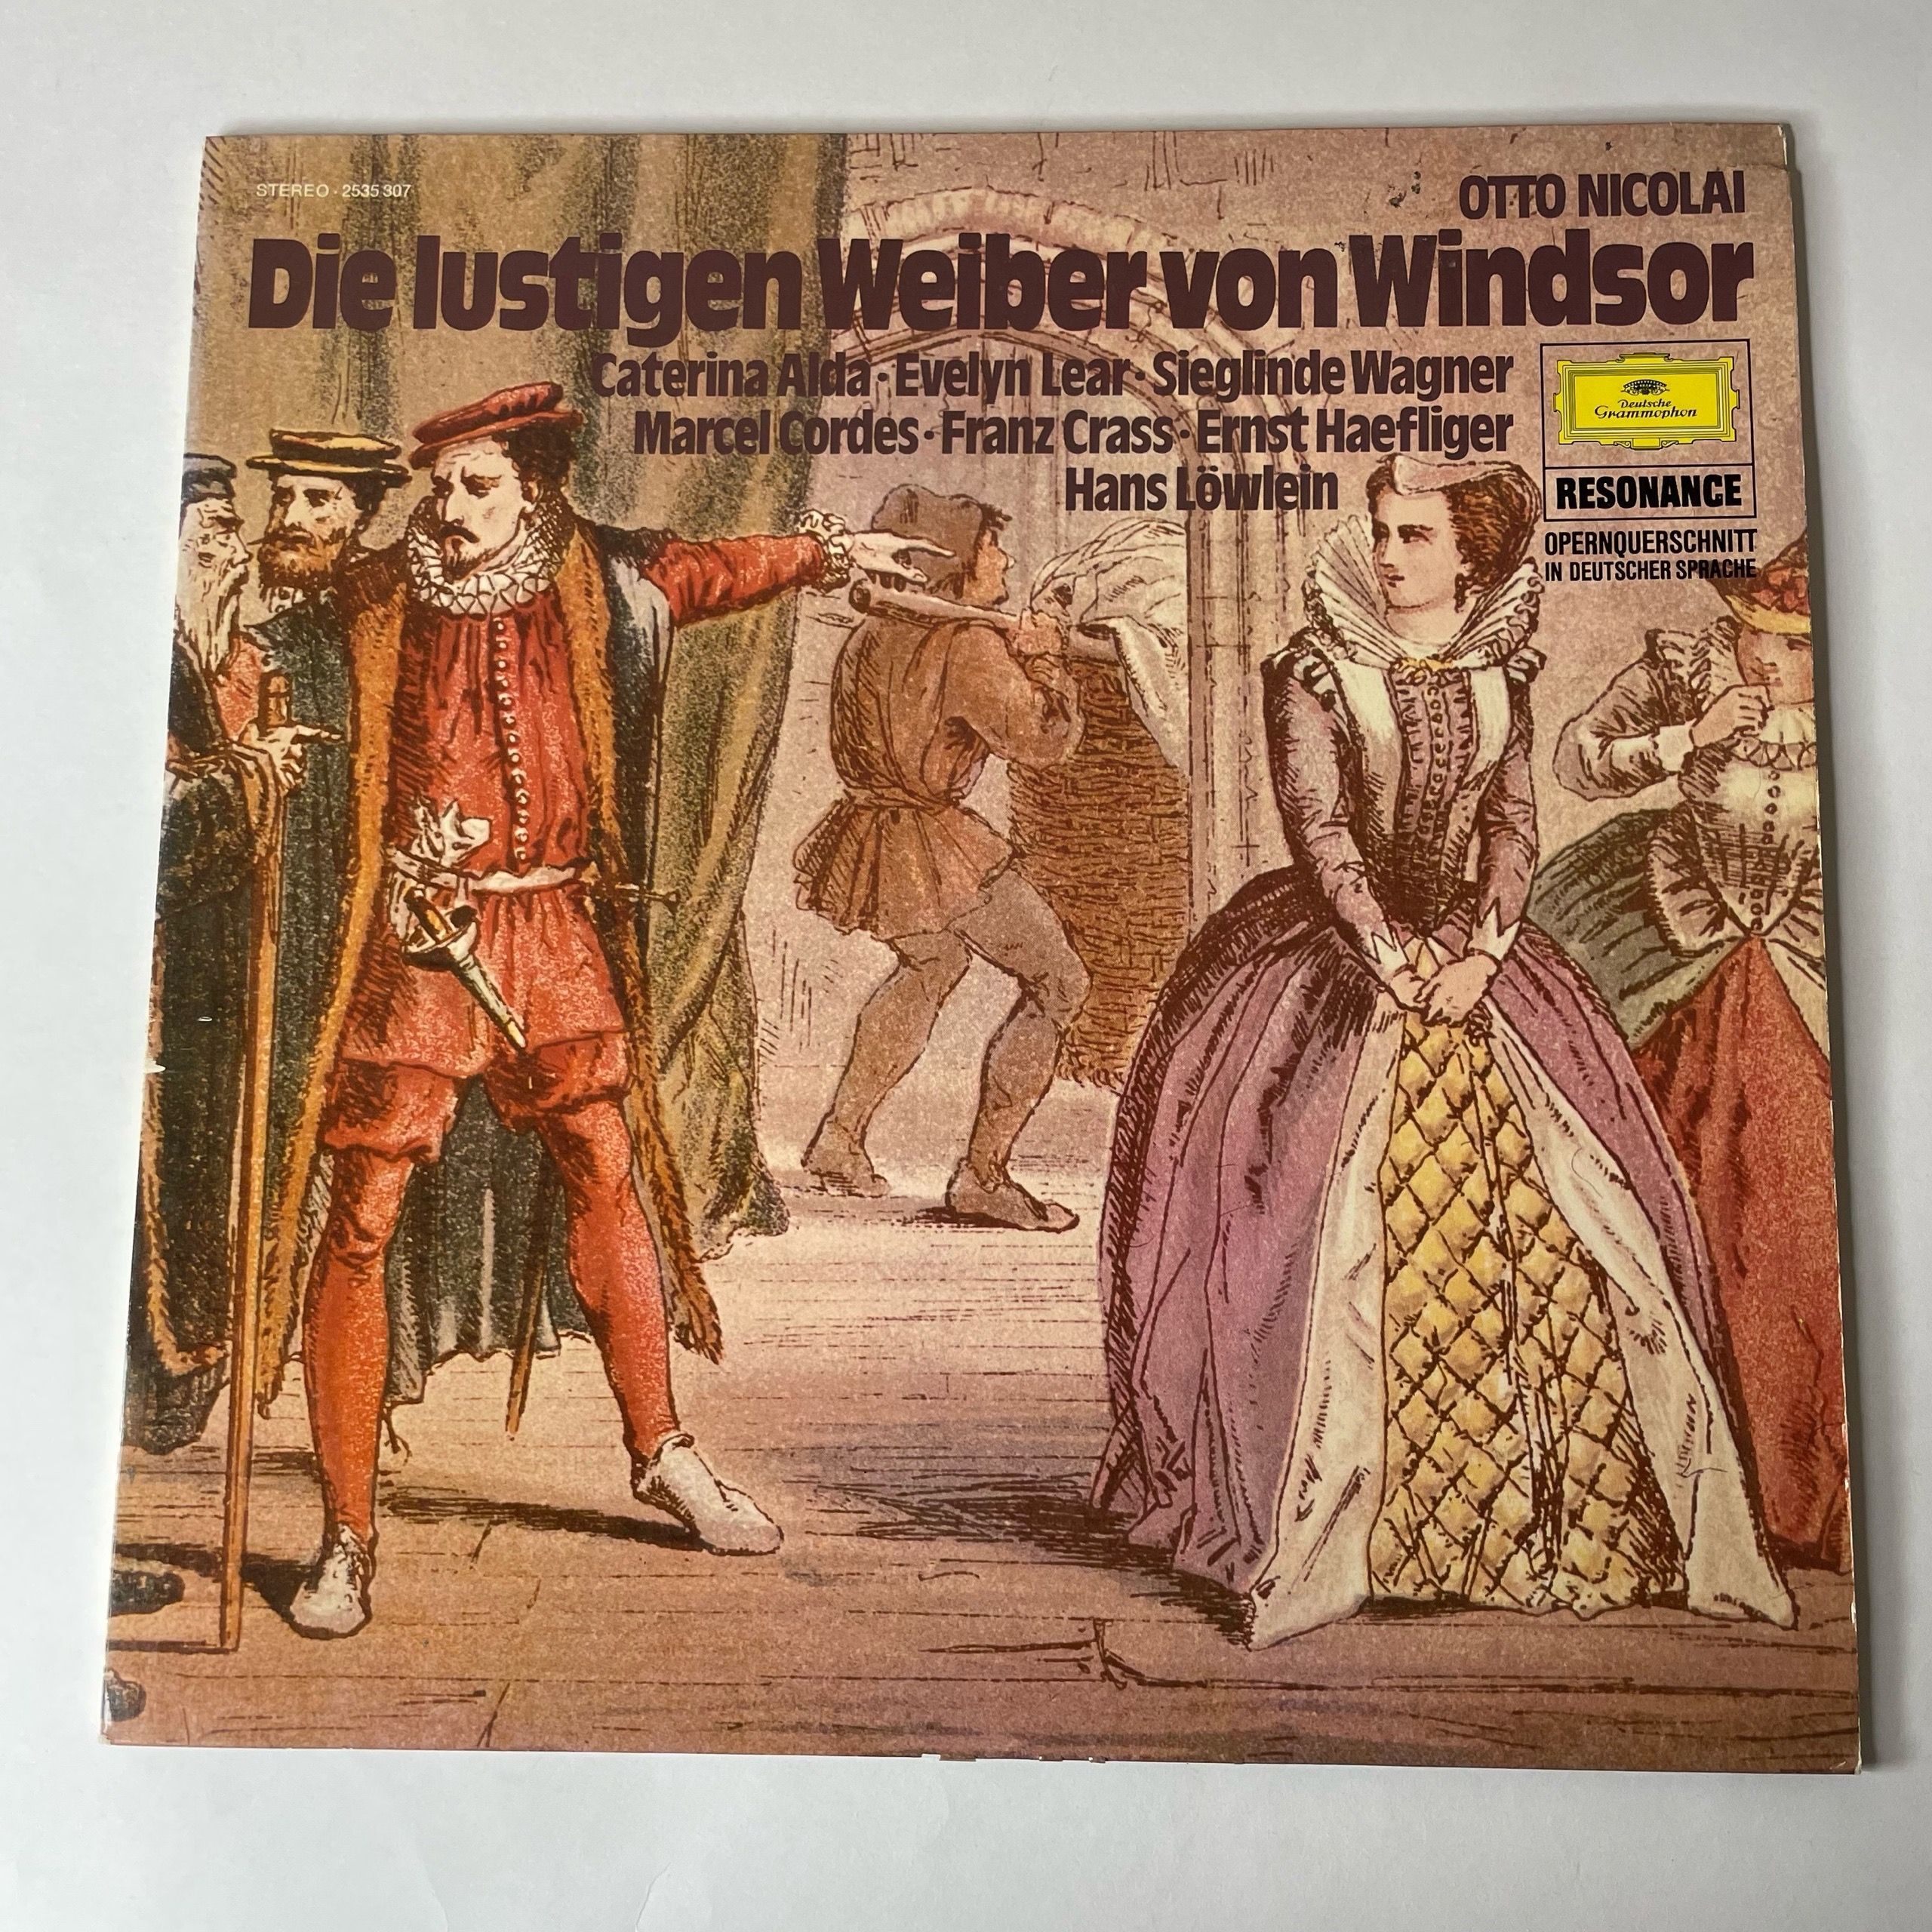 STEREO · 2535 307
OTTO NICOLAI
Die lustigen Weiber von Windsor
Caterina Alda · Evelyn Lear · Sieglinde Wagner
Marcel Cordes · Franz Crass · Ernst Haefliger
Hans Löwlein
Deutsche
Grammophon
RESONANCE
OPERNQUERSCHNITT
IN DEUTSCHER SPRACHE